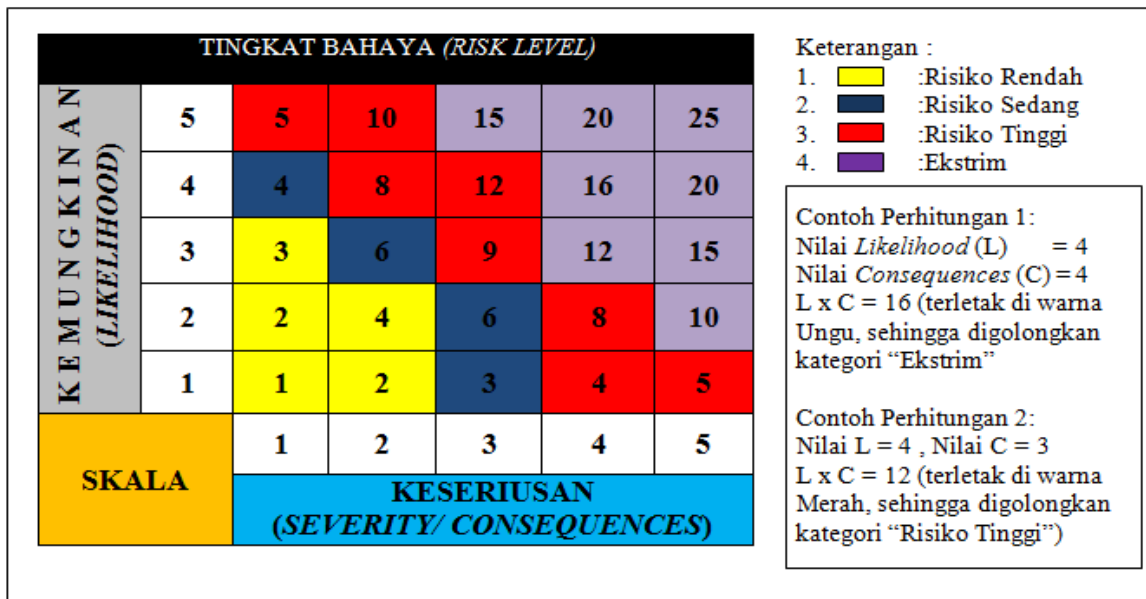 TINGKAT BAHAYA (RISK LEVEL)
KEMUNGKINAN
(LIKELIHOOD)
5 5 10 15 20 25
4 4 8 12 16 20
3 3 6 9 12 15
2 2 4 6 8 10
1 1 2 3 4 5
SKALA
1 2 3 4 5
KESERIUSAN
(SEVERITY/ CONSEQUENCES)
Keterangan :
1. :Risiko Rendah
2. :Risiko Sedang
3. :Risiko Tinggi
4. :Ekstrim
Contoh Perhitungan 1:
Nilai Likelihood (L) = 4
Nilai Consequences (C) = 4
L x C = 16 (terletak di warna
Ungu, sehingga digolongkan
kategori “Ekstrim”
Contoh Perhitungan 2:
Nilai L = 4 , Nilai C = 3
L x C = 12 (terletak di warna
Merah, sehingga digolongkan
kategori “Risiko Tinggi”)